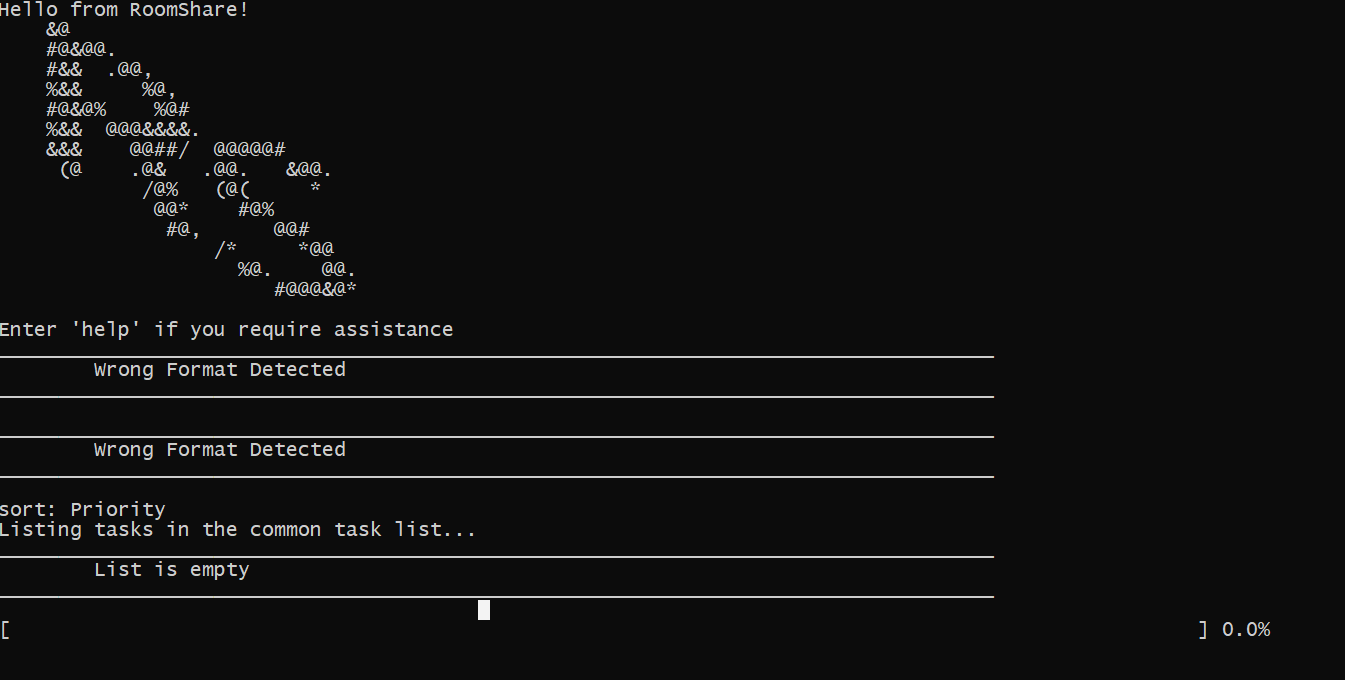 Hello from RoomShare!
    &@
    #@&@@.
    #&&  .@@,
    %&&     %@,
    #@&@%    %@#
    %&&  @@@&&&&.
    &&&    @@##/  @@@@@#
     (@    .@&   .@@.   &@@.
            /@%   (@(     *
             @@*    #@%
              #@,      @@#
                  /*     *@@
                    %@.    @@.
                       #@@@&@*
Enter 'help' if you require assistance
Wrong Format Detected
Wrong Format Detected
sort: Priority
Listing tasks in the common task list...
List is empty
[                                                                                                   ] 0.0%